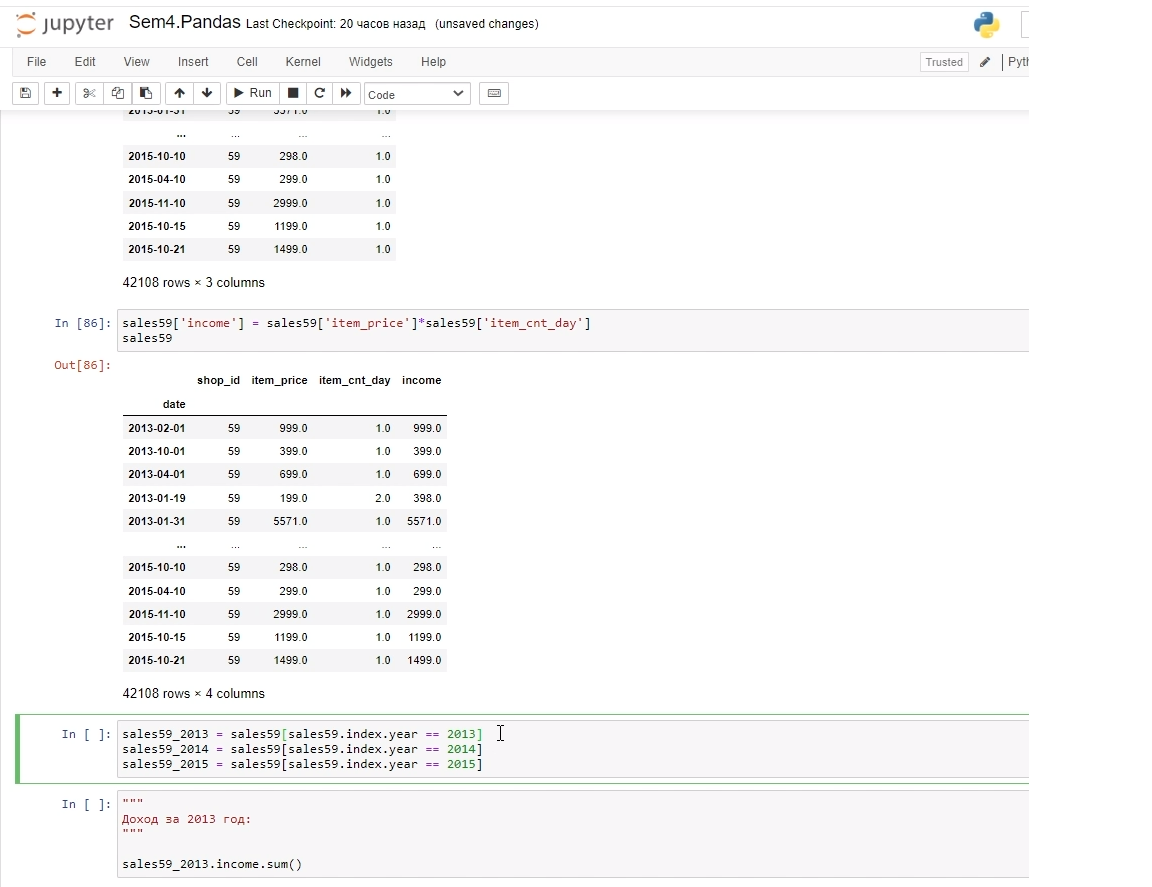 jupyter Sem4.Pandas Last Checkpoint: 20 часов назад (unsaved changes)
File Edit View Insert Cell Kernel Widgets Help Trusted Pyth
Run Code
2013-01-31 59 5571.0 1.0
... ... ... ...
2015-10-10 59 298.0 1.0
2015-04-10 59 299.0 1.0
2015-11-10 59 2999.0 1.0
2015-10-15 59 1199.0 1.0
2015-10-21 59 1499.0 1.0
42108 rows × 3 columns
In [86]: sales59['income'] = sales59['item_price']*sales59['item_cnt_day']
sales59
Out[86]:
shop_id item_price item_cnt_day income
date
2013-02-01 59 999.0 1.0 999.0
2013-10-01 59 399.0 1.0 399.0
2013-04-01 59 699.0 1.0 699.0
2013-01-19 59 199.0 2.0 398.0
2013-01-31 59 5571.0 1.0 5571.0
... ... ... ... ...
2015-10-10 59 298.0 1.0 298.0
2015-04-10 59 299.0 1.0 299.0
2015-11-10 59 2999.0 1.0 2999.0
2015-10-15 59 1199.0 1.0 1199.0
2015-10-21 59 1499.0 1.0 1499.0
42108 rows × 4 columns
In [ ]: sales59_2013 = sales59[sales59.index.year == 2013]
sales59_2014 = sales59[sales59.index.year == 2014]
sales59_2015 = sales59[sales59.index.year == 2015]
In [ ]: """
Доход за 2013 год:
"""
sales59_2013.income.sum()